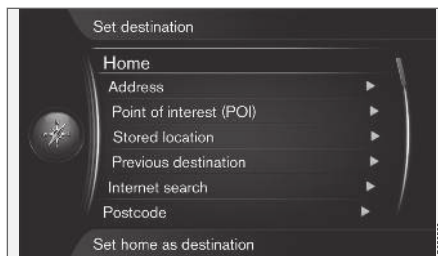 Set destination
Home
Address
Point of interest (POI)
Stored location
Previous destination
Internet search
Postcode
Set home as destination